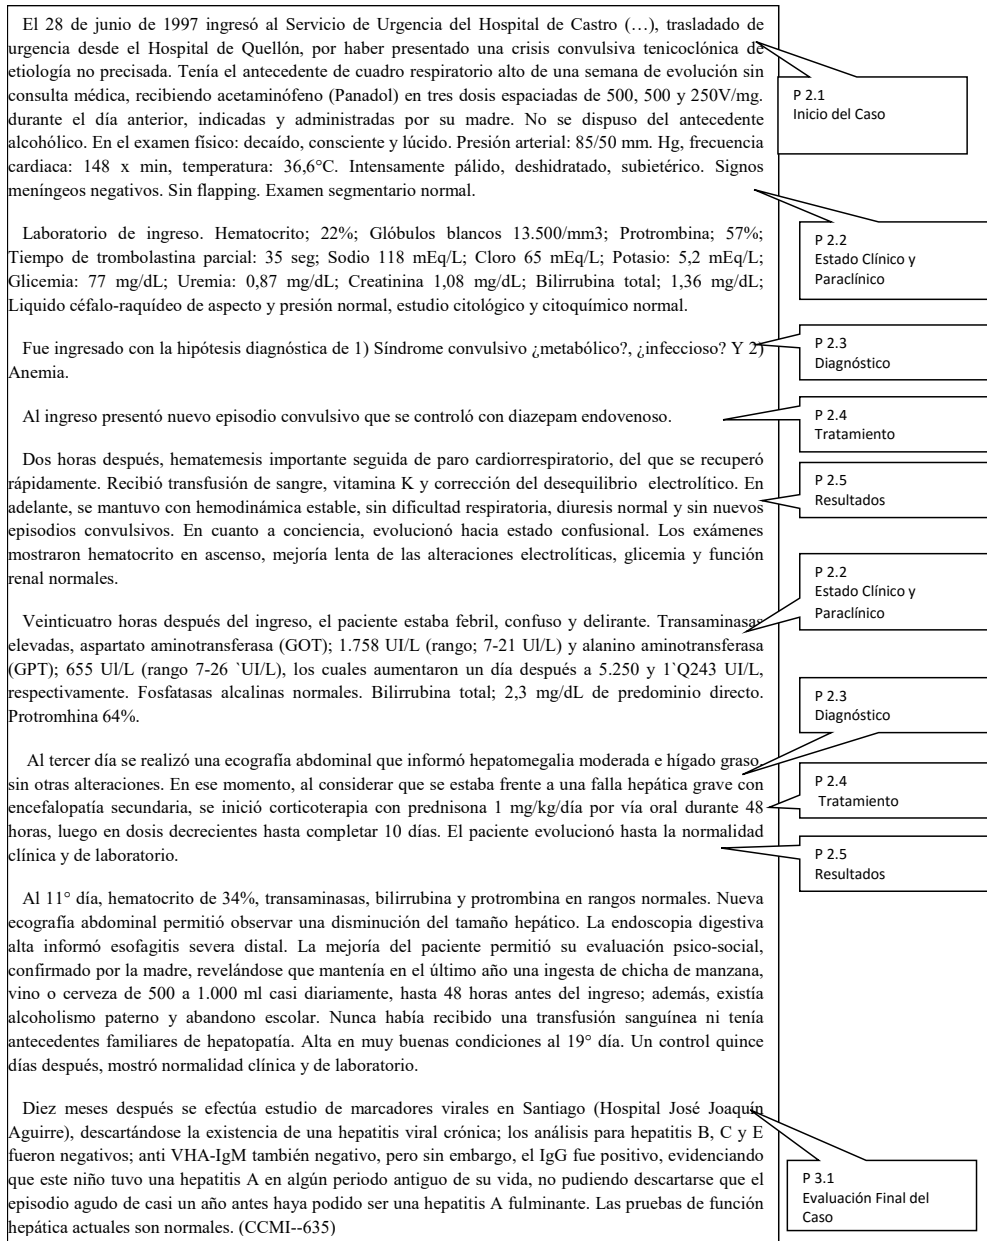 El 28 de junio de 1997 ingresó al Servicio de Urgencia del Hospital de Castro (…), trasladado de
urgencia desde el Hospital de Quellón, por haber presentado una crisis convulsiva tenicoclónica de
etiología no precisada. Tenía el antecedente de cuadro respiratorio alto de una semana de evolución sin
consulta médica, recibiendo acetaminófeno (Panadol) en tres dosis espaciadas de 500, 500 y 250V/mg.
durante el día anterior, indicadas y administradas por su madre. No se dispuso del antecedente
alcohólico. En el examen físico: decaído, consciente y lúcido. Presión arterial: 85/50 mm. Hg, frecuencia
cardiaca: 148 x min, temperatura: 36,6°C. Intensamente pálido, deshidratado, subietérico. Signos
meníngeos negativos. Sin flapping. Examen segmentario normal.
P 2.1
Inicio del Caso
Laboratorio de ingreso. Hematocrito; 22%; Glóbulos blancos 13.500/mm3; Protrombina; 57%;
Tiempo de trombolastina parcial: 35 seg; Sodio 118 mEq/L; Cloro 65 mEq/L; Potasio: 5,2 mEq/L;
Glicemia: 77 mg/dL; Uremia: 0,87 mg/dL; Creatinina 1,08 mg/dL; Bilirrubina total; 1,36 mg/dL;
Liquido céfalo-raquídeo de aspecto y presión normal, estudio citológico y citoquímico normal.
P 2.2
Estado Clínico y
Paraclínico
Fue ingresado con la hipótesis diagnóstica de 1) Síndrome convulsivo ¿metabólico?, ¿infeccioso? Y 2)
Anemia.
P 2.3
Diagnóstico
Al ingreso presentó nuevo episodio convulsivo que se controló con diazepam endovenoso.
P 2.4
Tratamiento
Dos horas después, hematemesis importante seguida de paro cardiorrespiratorio, del que se recuperó
rápidamente. Recibió transfusión de sangre, vitamina K y corrección del desequilibrio electrolítico. En
adelante, se mantuvo con hemodinámica estable, sin dificultad respiratoria, diuresis normal y sin nuevos
episodios convulsivos. En cuanto a conciencia, evolucionó hacia estado confusional. Los exámenes
mostraron hematocrito en ascenso, mejoría lenta de las alteraciones electrolíticas, glicemia y función
renal normales.
P 2.5
Resultados
Veinticuatro horas después del ingreso, el paciente estaba febril, confuso y delirante. Transaminasas
elevadas, aspartato aminotransferasa (GOT); 1.758 UI/L (rango; 7-21 Ul/L) y alanino aminotransferasa
(GPT); 655 Ul/L (rango 7-26 `UI/L), los cuales aumentaron un día después a 5.250 y 1`Q243 UI/L,
respectivamente. Fosfatasas alcalinas normales. Bilirrubina total; 2,3 mg/dL de predominio directo.
Protromhina 64%.
P 2.2
Estado Clínico y
Paraclínico
Al tercer día se realizó una ecografía abdominal que informó hepatomegalia moderada e hígado graso,
sin otras alteraciones. En ese momento, al considerar que se estaba frente a una falla hepática grave con
encefalopatía secundaria, se inició corticoterapia con prednisona 1 mg/kg/día por vía oral durante 48
horas, luego en dosis decrecientes hasta completar 10 días. El paciente evolucionó hasta la normalidad
clínica y de laboratorio.
P 2.3
Diagnóstico
P 2.4
Tratamiento
P 2.5
Resultados
Al 11° día, hematocrito de 34%, transaminasas, bilirrubina y protrombina en rangos normales. Nueva
ecografía abdominal permitió observar una disminución del tamaño hepático. La endoscopia digestiva
alta informó esofagitis severa distal. La mejoría del paciente permitió su evaluación psico-social,
confirmado por la madre, revelándose que mantenía en el último año una ingesta de chicha de manzana,
vino o cerveza de 500 a 1.000 ml casi diariamente, hasta 48 horas antes del ingreso; además, existía
alcoholismo paterno y abandono escolar. Nunca había recibido una transfusión sanguínea ni tenía
antecedentes familiares de hepatopatía. Alta en muy buenas condiciones al 19° día. Un control quince
días después, mostró normalidad clínica y de laboratorio.
Diez meses después se efectúa estudio de marcadores virales en Santiago (Hospital José Joaquín
Aguirre), descartándose la existencia de una hepatitis viral crónica; los análisis para hepatitis B, C y E
fueron negativos; anti VHA-IgM también negativo, pero sin embargo, el IgG fue positivo, evidenciando
que este niño tuvo una hepatitis A en algún periodo antiguo de su vida, no pudiendo descartarse que el
episodio agudo de casi un año antes haya podido ser una hepatitis A fulminante. Las pruebas de función
hepática actuales son normales. (CCMI--635)
P 3.1
Evaluación Final del
Caso